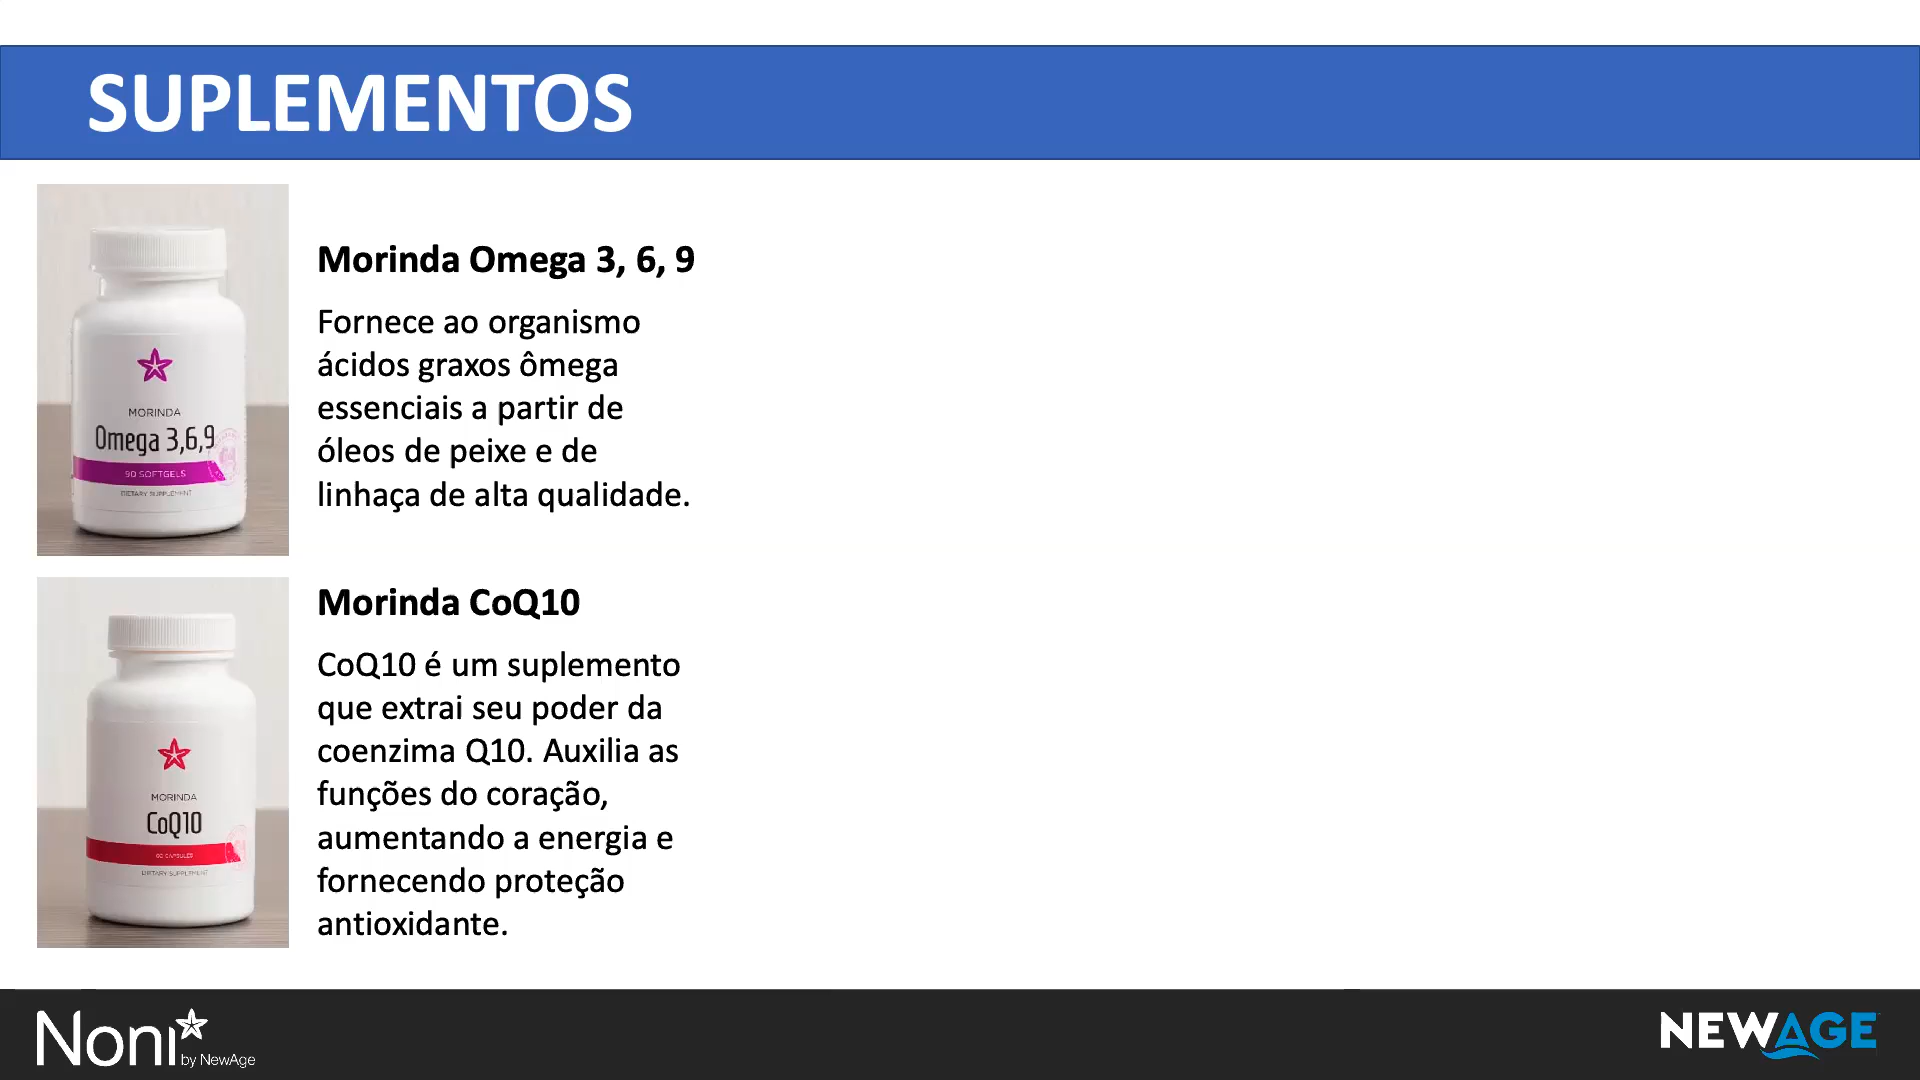 SUPLEMENTOS
Morinda Omega 3, 6, 9
Fornece ao organismo
ácidos graxos ômega
essenciais a partir de
óleos de peixe e de
linhaça de alta qualidade.
MORINDA
Omega 3,6,9
90 SOFTGELS
DIETARY SUPPLEMENT
Morinda CoQ10
CoQ10 é um suplemento
que extrai seu poder da
coenzima Q10. Auxilia as
funções do coração,
aumentando a energia e
fornecendo proteção
antioxidante.
MORINDA
CoQ10
60 CAPSULES
DIETARY SUPPLEMENT
Noni
by NewAge
NEWAGE